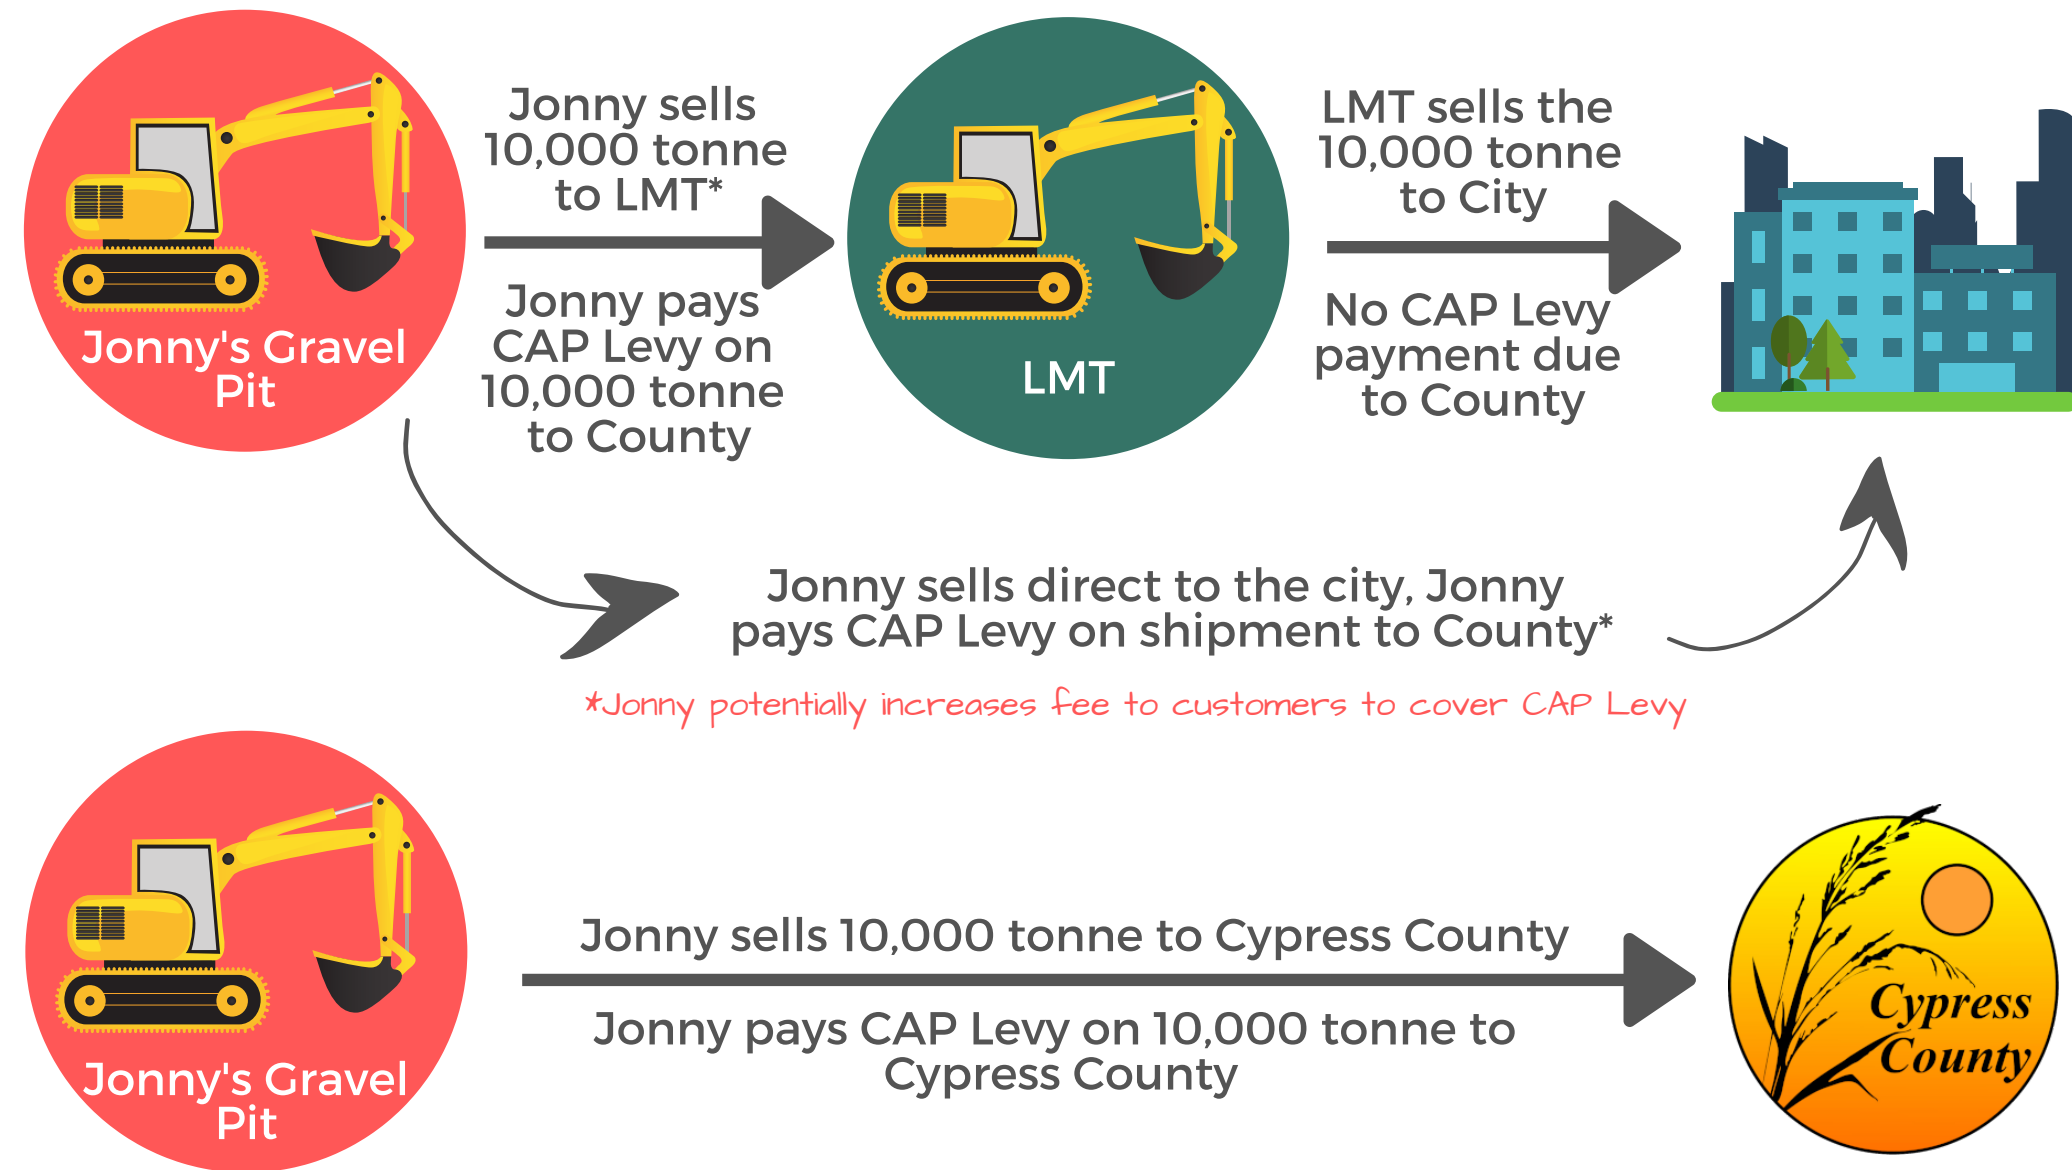 Jonny sells
10,000 tonne
to LMT*
Jonny pays
CAP Levy on
10,000 tonne
to County
Jonny's Gravel
Pit
LMT
LMT sells the
10,000 tonne
to City
No CAP Levy
payment due
to County
Jonny sells direct to the city, Jonny
pays CAP Levy on shipment to County*
*Jonny potentially increases fee to customers to cover CAP Levy
Jonny's Gravel
Pit
Jonny sells 10,000 tonne to Cypress County
Jonny pays CAP Levy on 10,000 tonne to
Cypress County
Cypress
County